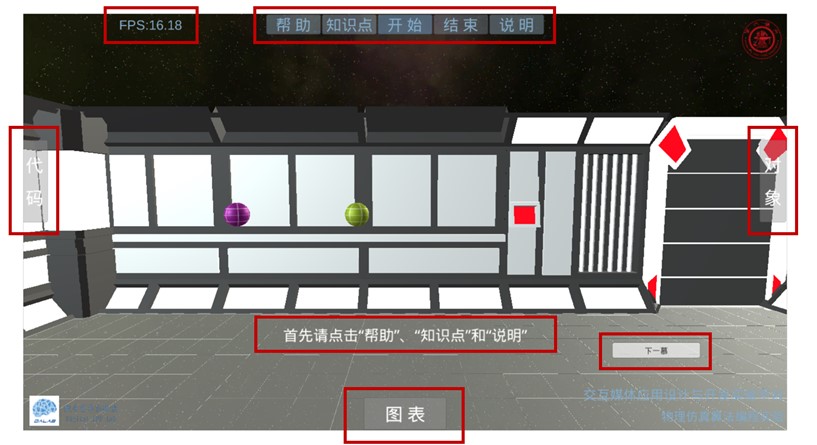 FPS:16.18
帮 助
知识点
开 始
结 束
说 明
代码
对象
首先请点击“帮助”、“知识点”和“说明”
下一幕
图 表